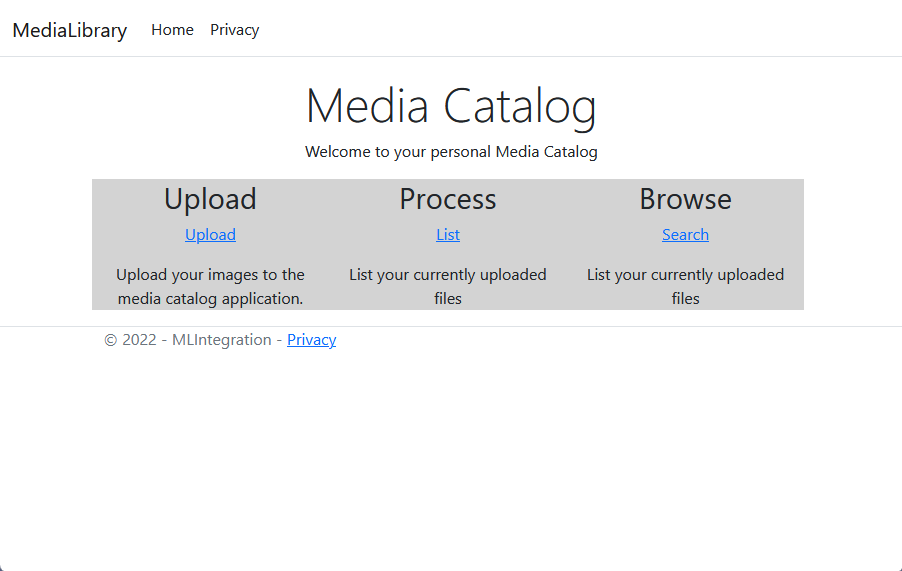 MediaLibrary Home Privacy
Media Catalog
Welcome to your personal Media Catalog
Upload
Upload
Upload your images to the
media catalog application.
Process
List
List your currently uploaded
files
Browse
Search
List your currently uploaded
files
© 2022 - MLIntegration - Privacy